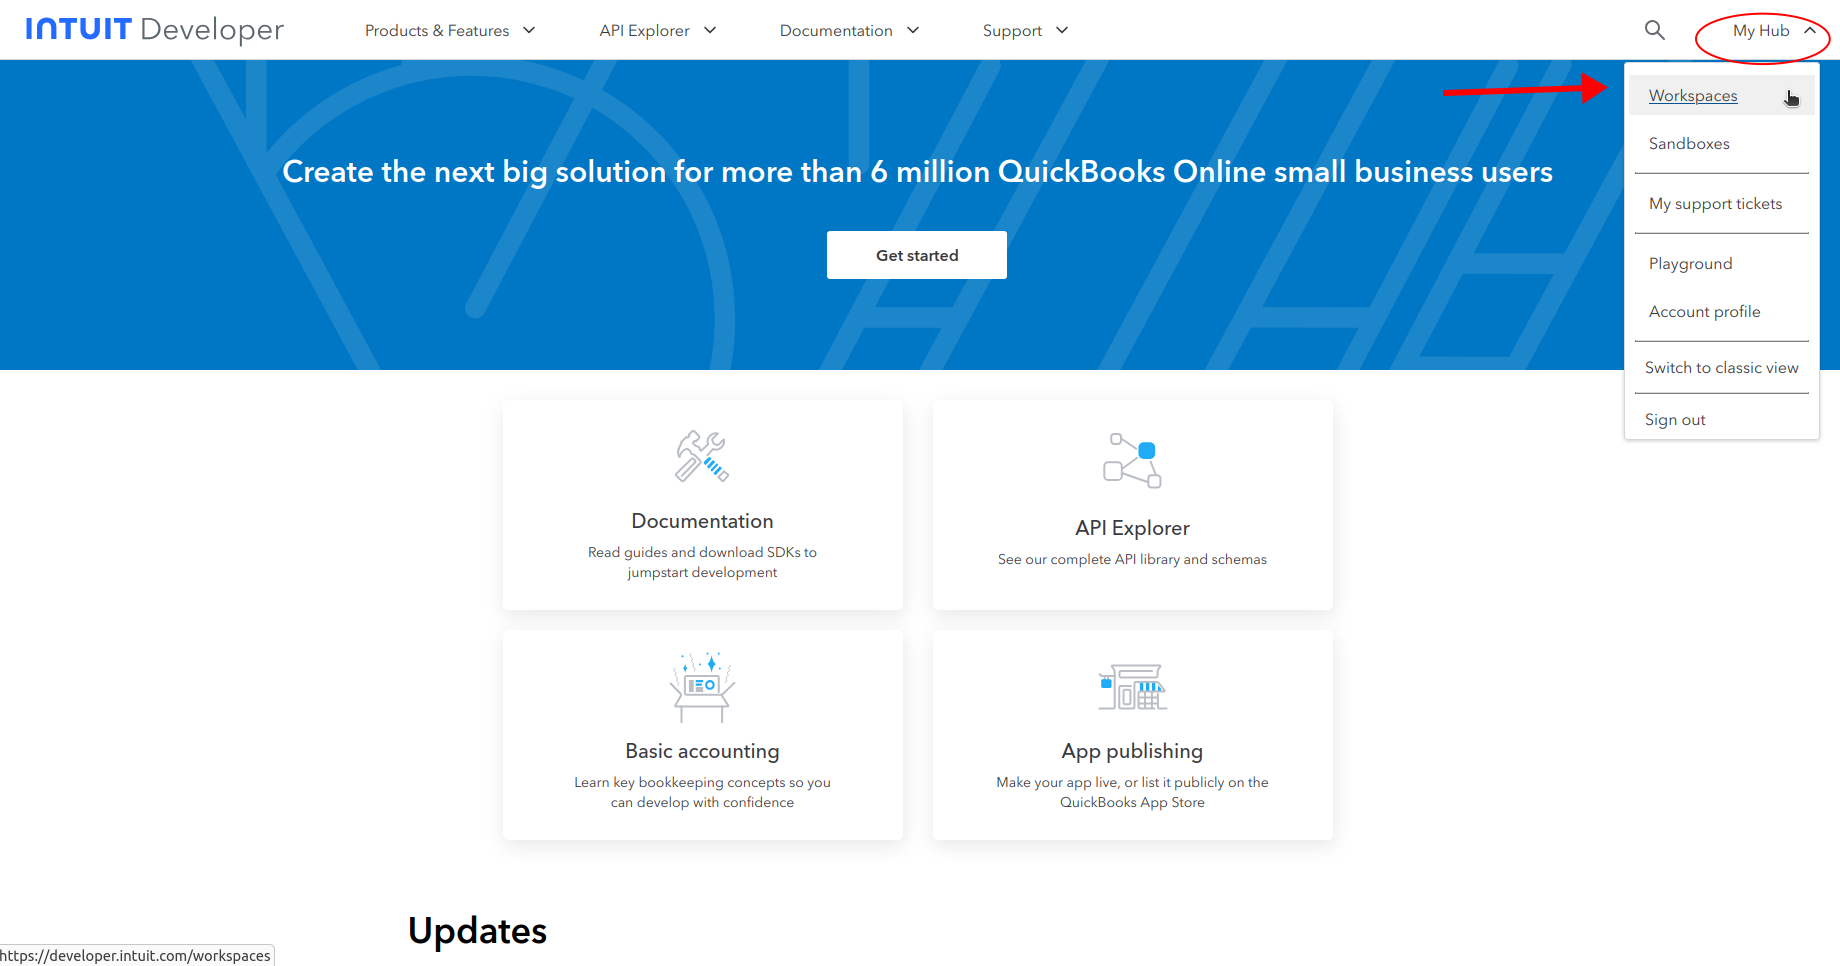 INTUIT Developer
Products & Features
API Explorer
Documentation
Support
My Hub
Workspaces
Sandboxes
My support tickets
Playground
Account profile
Switch to classic view
Sign out
Create the next big solution for more than 6 million QuickBooks Online small business users
Get started
Documentation
Read guides and download SDKs to
jumpstart development
API Explorer
See our complete API library and schemas
Basic accounting
Learn key bookkeeping concepts so you
can develop with confidence
App publishing
Make your app live, or list it publicly on the
QuickBooks App Store
Updates
https://developer.intuit.com/workspaces